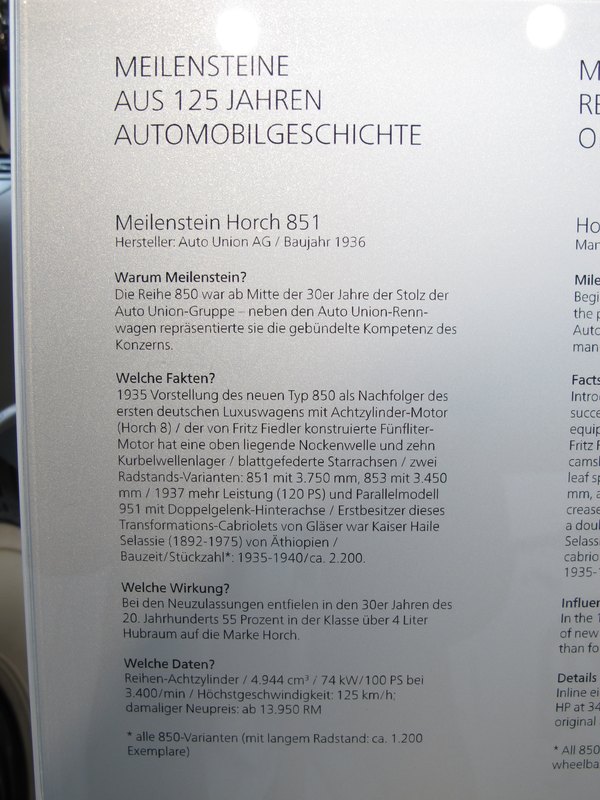 MEILENSTEINE
AUS 125 JAHREN
AUTOMOBILGESCHICHTE
Meilenstein Horch 851
Hersteller: Auto Union AG / Baujahr 1936
Warum Meilenstein?
Die Reihe 850 war ab Mitte der 30er Jahre der Stolz der
Auto Union-Gruppe – neben den Auto Union-Renn-
wagen repräsentierte sie die gebündelte Kompetenz des
Konzerns.
Welche Fakten?
1935 Vorstellung des neuen Typ 850 als Nachfolger des
ersten deutschen Luxuswagens mit Achtzylinder-Motor
(Horch 8) / der von Fritz Fiedler konstruierte Fünfliter-
Motor hat eine oben liegende Nockenwelle und zehn
Kurbelwellenlager / blattgefederte Starrachsen / zwei
Radstands-Varianten: 851 mit 3.750 mm, 853 mit 3.450
mm / 1937 mehr Leistung (120 PS) und Parallelmodell
951 mit Doppelgelenk-Hinterachse / Erstbesitzer dieses
Transformations-Cabriolets von Gläser war Kaiser Haile
Selassie (1892-1975) von Äthiopien /
Bauzeit/Stückzahl*: 1935-1940/ca. 2.200.
Welche Wirkung?
Bei den Neuzulassungen entfielen in den 30er Jahren des
20. Jahrhunderts 55 Prozent in der Klasse über 4 Liter
Hubraum auf die Marke Horch.
Welche Daten?
Reihen-Achtzylinder / 4.944 cm³ / 74 kW/100 PS bei
3.400/min / Höchstgeschwindigkeit: 125 km/h;
damaliger Neupreis: ab 13.950 RM
* alle 850-Varianten (mit langem Radstand: ca. 1.200
Exemplare)
M
RE
O
Ho
Man
Mile
Begi
the p
Auto
man
Facts
Intro
succe
equip
Fritz F
camsh
leaf sp
mm, a
crease
a doub
Selass
cabrio
1935-1
Influen
In the 1
of new
than fo
Details
Inline ei
HP at 34
original
* All 850
wheelba